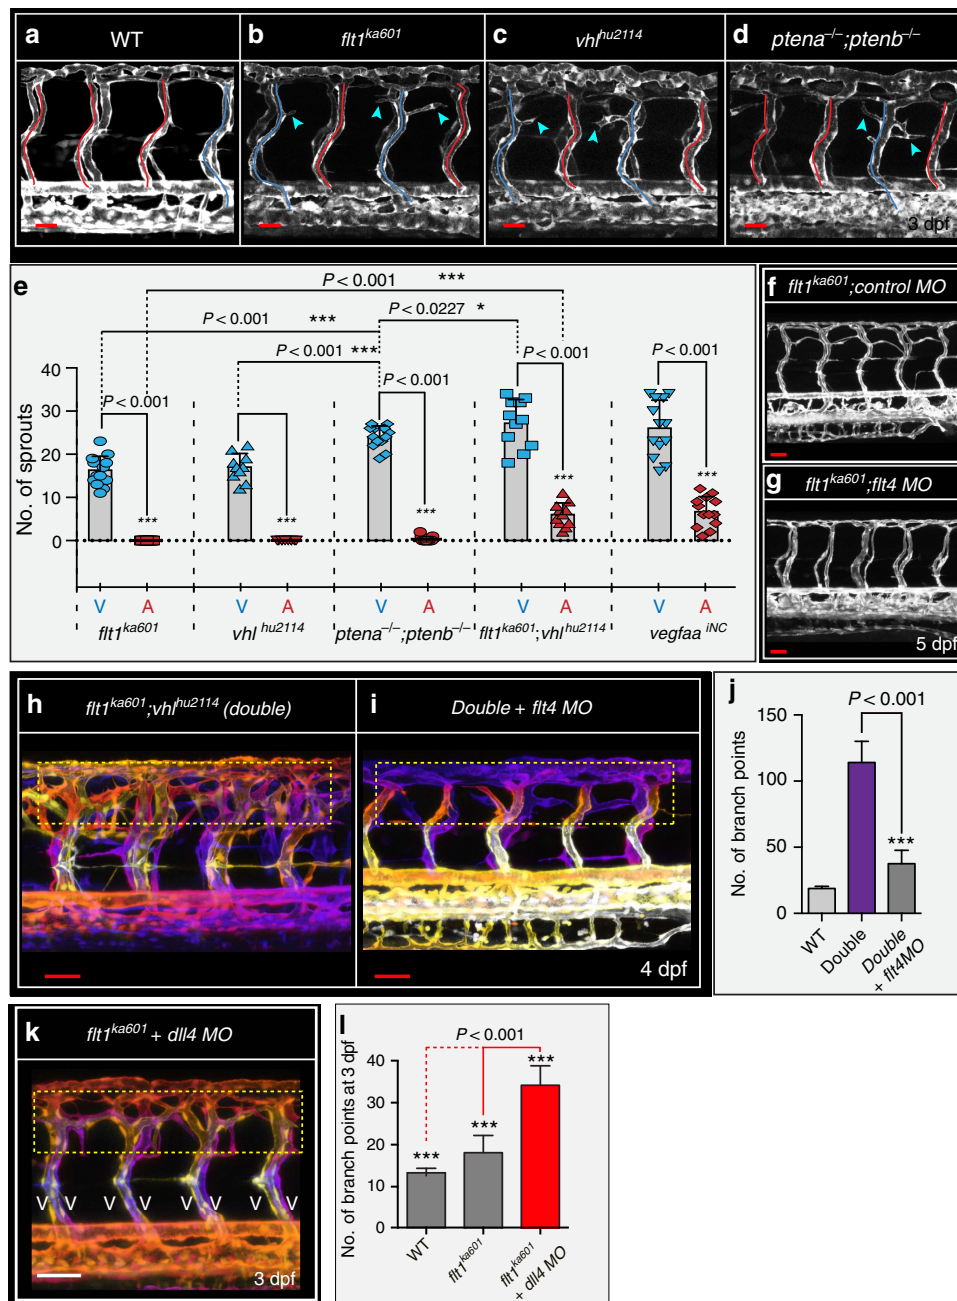 a WT
b flt1ka601
c vhlhu2114
d ptena–/–;ptenb–/–
3 dpf
e
P < 0.001 ***
P < 0.001 ***
P < 0.0227 *
P < 0.001 ***
P < 0.001
P < 0.001
P < 0.001
P < 0.001
No. of sprouts
40
30
20
10
0
*** *** *** *** ***
V A V A V A V A V A
flt1ka601 vhl hu2114 ptena–/–;ptenb–/– flt1ka601;vhlhu2114 vegfaa iNC
f flt1ka601;control MO
g flt1ka601;flt4 MO
5 dpf
h flt1ka601;vhlhu2114 (double)
i Double + flt4 MO
4 dpf
j
P < 0.001
No. of branch points
150
100
50
0
***
WT
Double
Double
+ flt4MO
k flt1ka601 + dll4 MO
V V V V V V V V
3 dpf
l
P < 0.001
No. of branch points at 3 dpf
40
30
20
10
0
*** *** ***
WT
flt1ka601
flt1ka601
+ dll4 MO